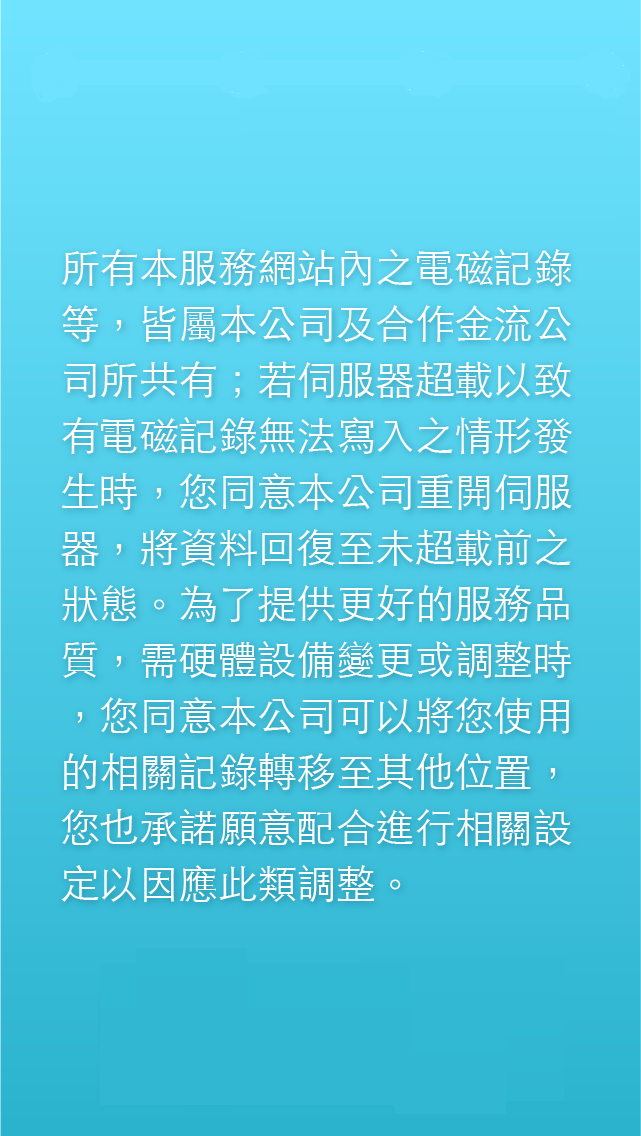 所有本服務網站內之電磁記錄
等，皆屬本公司及合作金流公
司所共有；若伺服器超載以致
有電磁記錄無法寫入之情形發
生時，您同意本公司重開伺服
器，將資料回復至未超載前之
狀態。為了提供更好的服務品
質，需硬體設備變更或調整時
，您同意本公司可以將您使用
的相關記錄轉移至其他位置，
您也承諾願意配合進行相關設
定以因應此類調整。